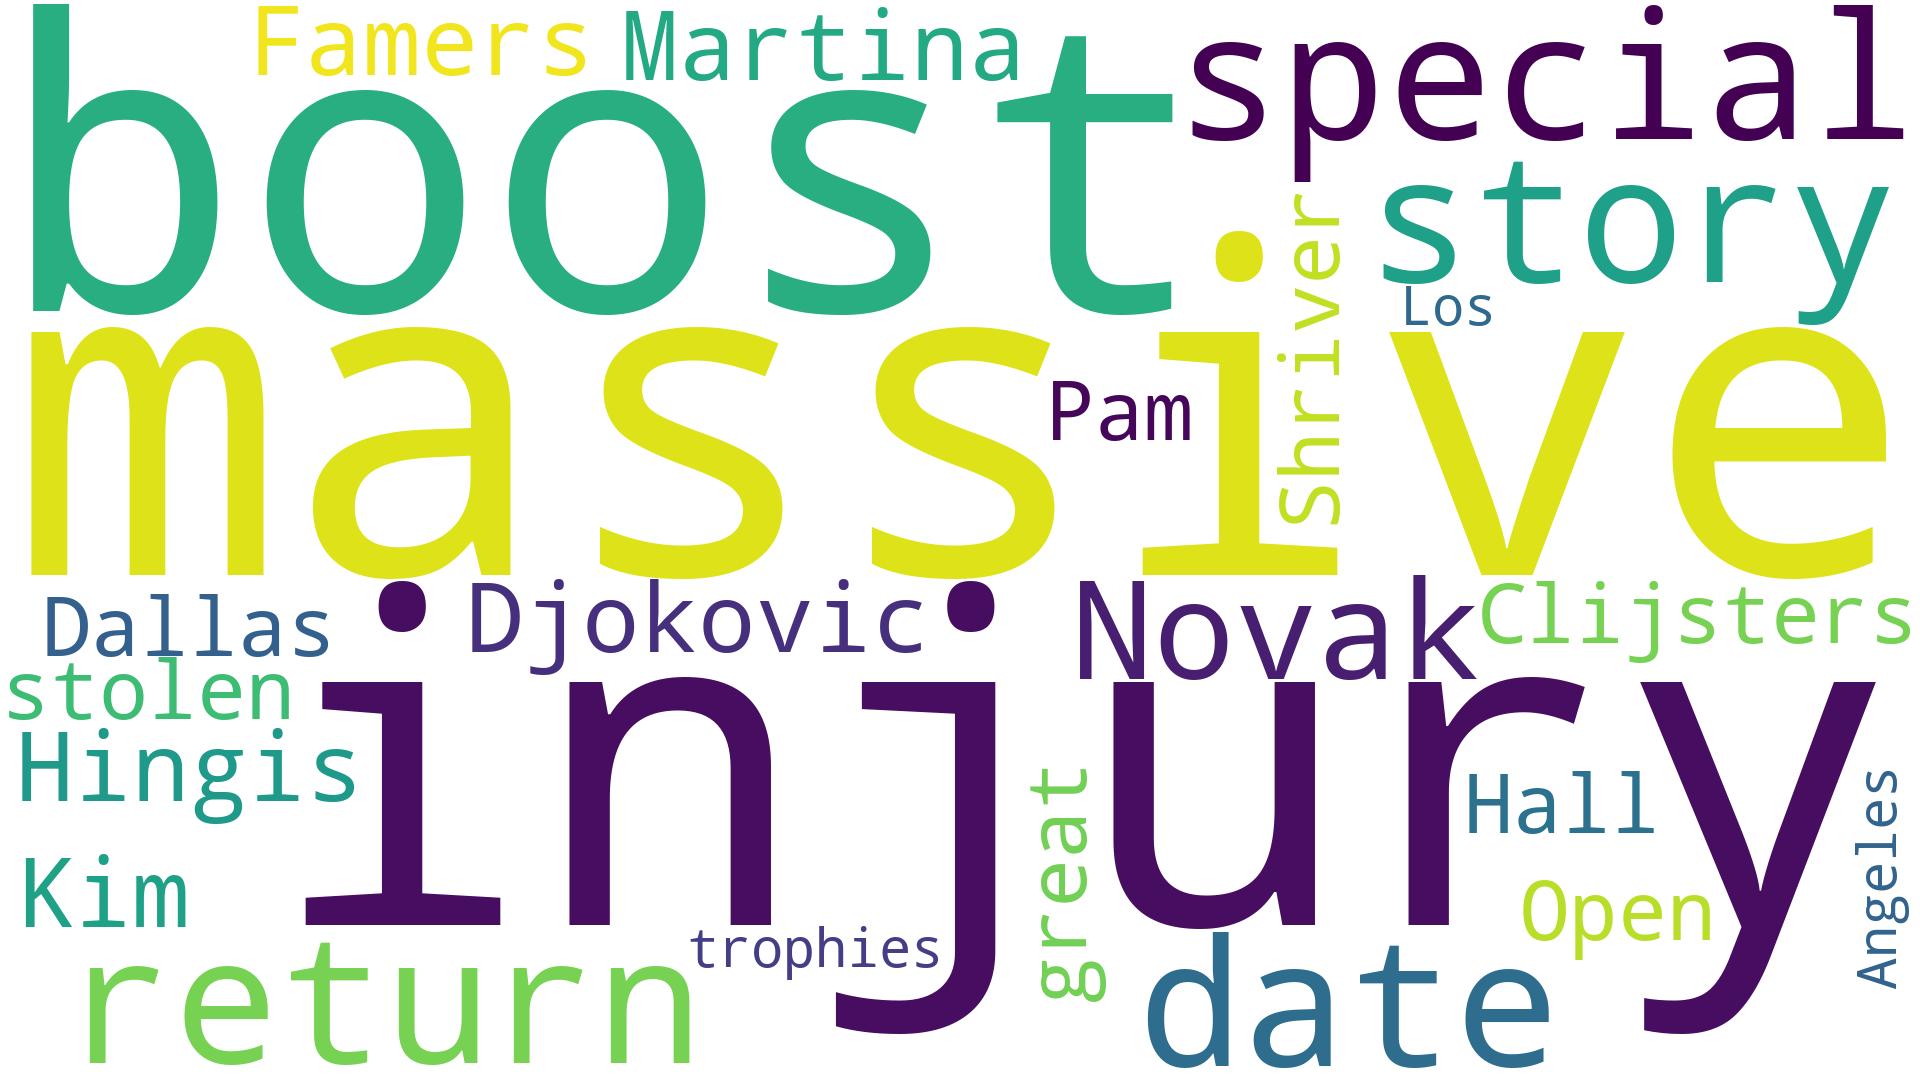 Famers
Martina
special
boost
story
Shriver
Los
massive
Pam
Dallas
Djokovic
Novak
Clijsters
stolen
injury
Hingis
Hall
great
Angeles
Kim
Open
trophies
return
date